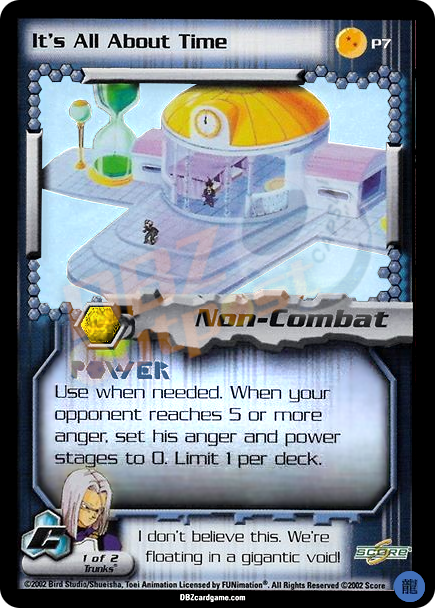 It's All About Time
P7
Non-Combat
POWER
Use when needed. When your
opponent reaches 5 or more
anger, set his anger and power
stages to 0. Limit 1 per deck.
1 of 2
Trunks
I don't believe this. We're
floating in a gigantic void!
SCORE
©2002 Bird Studio/Shueisha, Toei Animation Licensed by FUNimation®. All Rights Reserved ©2002 Score
DBZcardgame.com
龍